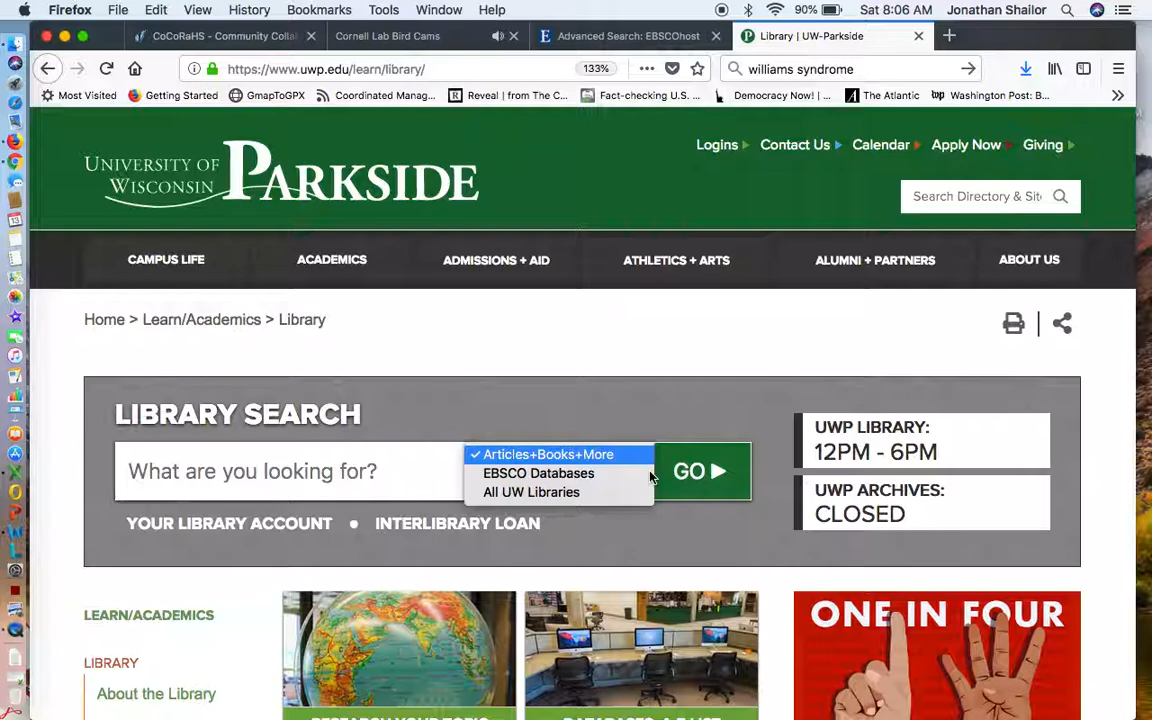 Firefox File Edit View History Bookmarks Tools Window Help 90% Sat 8:06 AM Jonathan Shailor
CoCoRaHS - Community Collab Cornell Lab Bird Cams Advanced Search: EBSCOhost Library | UW-Parkside
https://www.uwp.edu/learn/library/ 133% williams syndrome
Most Visited Getting Started GmapToGPX Coordinated Manag... Reveal | from The C... Fact-checking U.S. ... Democracy Now! | ... The Atlantic Washington Post: B...
Logins Contact Us Calendar Apply Now Giving
UNIVERSITY OF
WISCONSIN PARKSIDE
Search Directory & Site
CAMPUS LIFE ACADEMICS ADMISSIONS + AID ATHLETICS + ARTS ALUMNI + PARTNERS ABOUT US
Home > Learn/Academics > Library
LIBRARY SEARCH
What are you looking for?
✓ Articles+Books+More
EBSCO Databases
All UW Libraries
GO
YOUR LIBRARY ACCOUNT • INTERLIBRARY LOAN
UWP LIBRARY:
12PM - 6PM
UWP ARCHIVES:
CLOSED
LEARN/ACADEMICS
LIBRARY
About the Library
RESEARCH YOUR TOPIC
DATABASES A-Z LIST
ONE IN FOUR